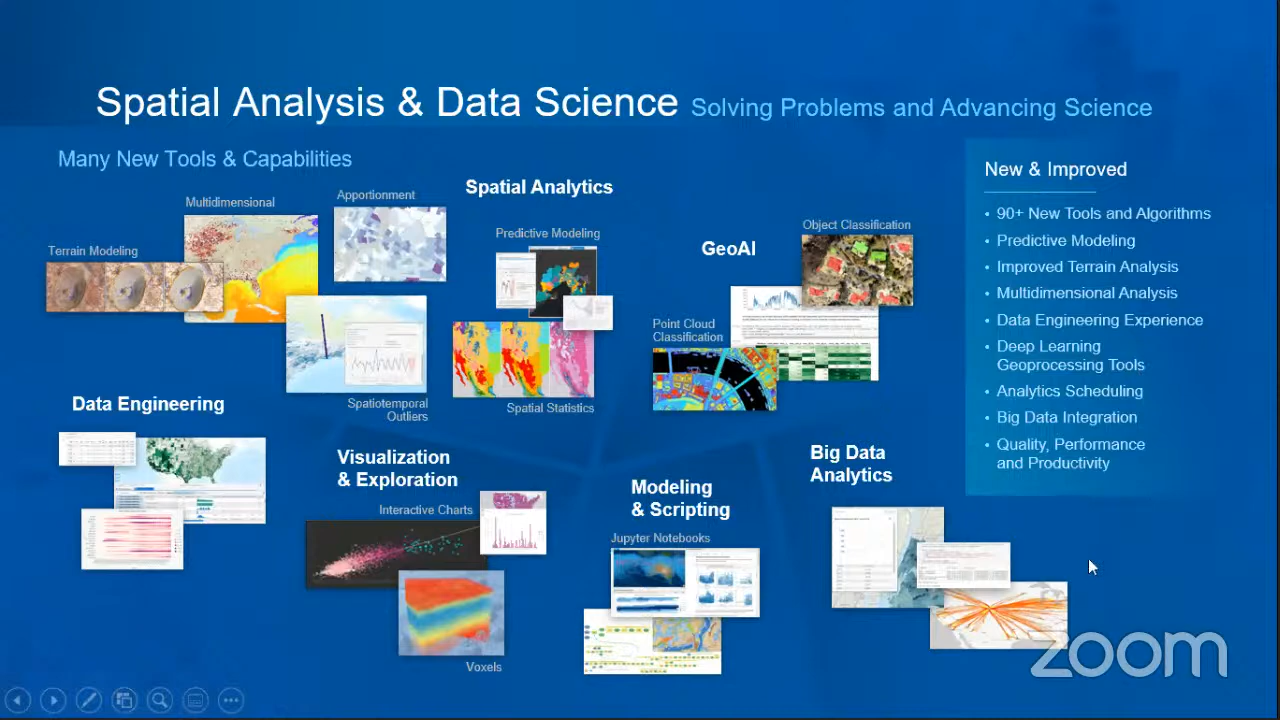 Spatial Analysis & Data Science Solving Problems and Advancing Science
Many New Tools & Capabilities
Terrain Modeling
Multidimensional
Apportionment
Spatiotemporal
Outliers
Spatial Analytics
Predictive Modeling
Spatial Statistics
GeoAI
Object Classification
Point Cloud
Classification
Data Engineering
Visualization
& Exploration
Interactive Charts
Voxels
Modeling
& Scripting
Jupyter Notebooks
Big Data
Analytics
New & Improved
• 90+ New Tools and Algorithms
• Predictive Modeling
• Improved Terrain Analysis
• Multidimensional Analysis
• Data Engineering Experience
• Deep Learning
Geoprocessing Tools
• Analytics Scheduling
• Big Data Integration
• Quality, Performance
and Productivity
zoom